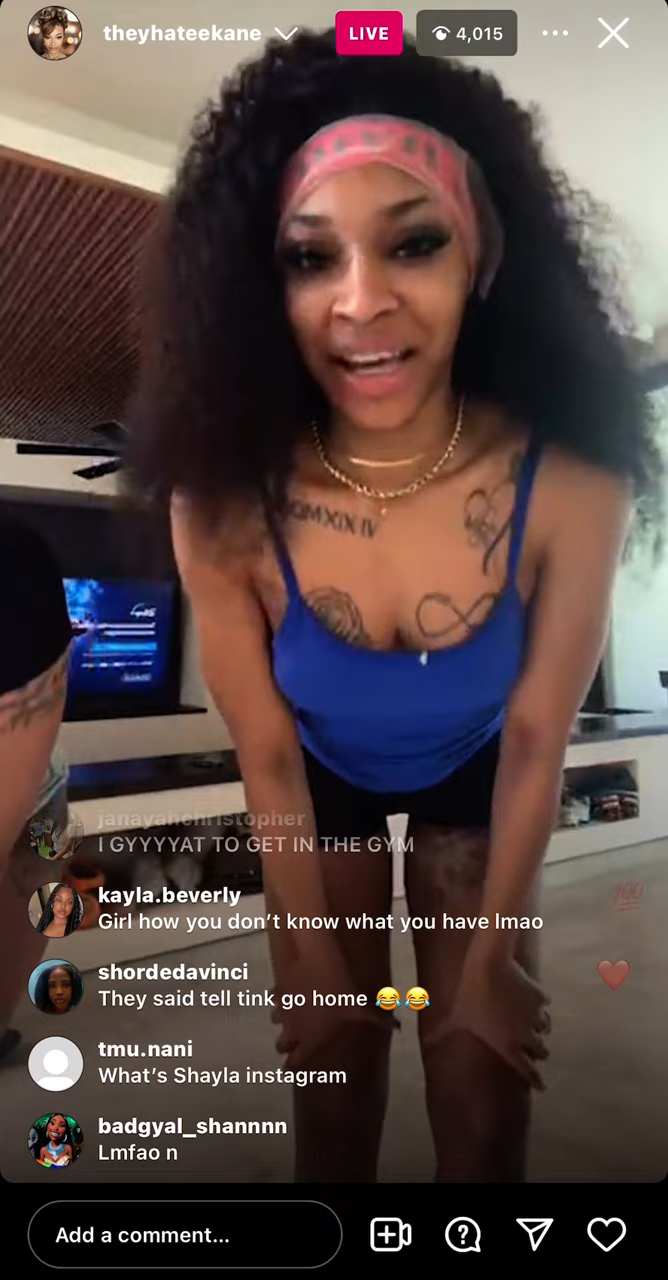 theyhateekane
LIVE
4,015
janayahchristopher
I GYYYYAT TO GET IN THE GYM
kayla.beverly
Girl how you don’t know what you have lmao
100
shordedavinci
They said tell tink go home 😂😂
tmu.nani
What’s Shayla instagram
badgyal_shannnn
Lmfao n
Add a comment...